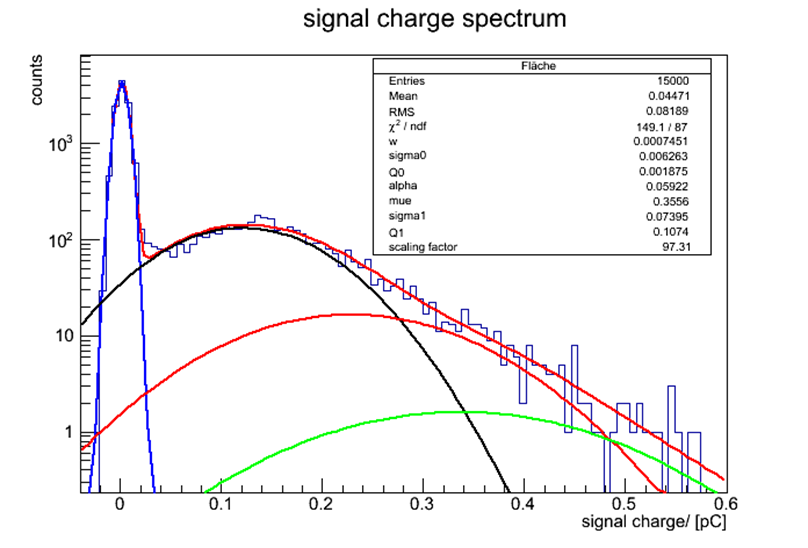 signal charge spectrum
counts
Fläche
Entries 15000
Mean 0.04471
RMS 0.08189
χ² / ndf 149.1 / 87
w 0.0007451
sigma0 0.006263
Q0 0.001875
alpha 0.05922
mue 0.3556
sigma1 0.07395
Q1 0.1074
scaling factor 97.31
10³
10²
10
1
0 0.1 0.2 0.3 0.4 0.5 0.6
signal charge/ [pC]